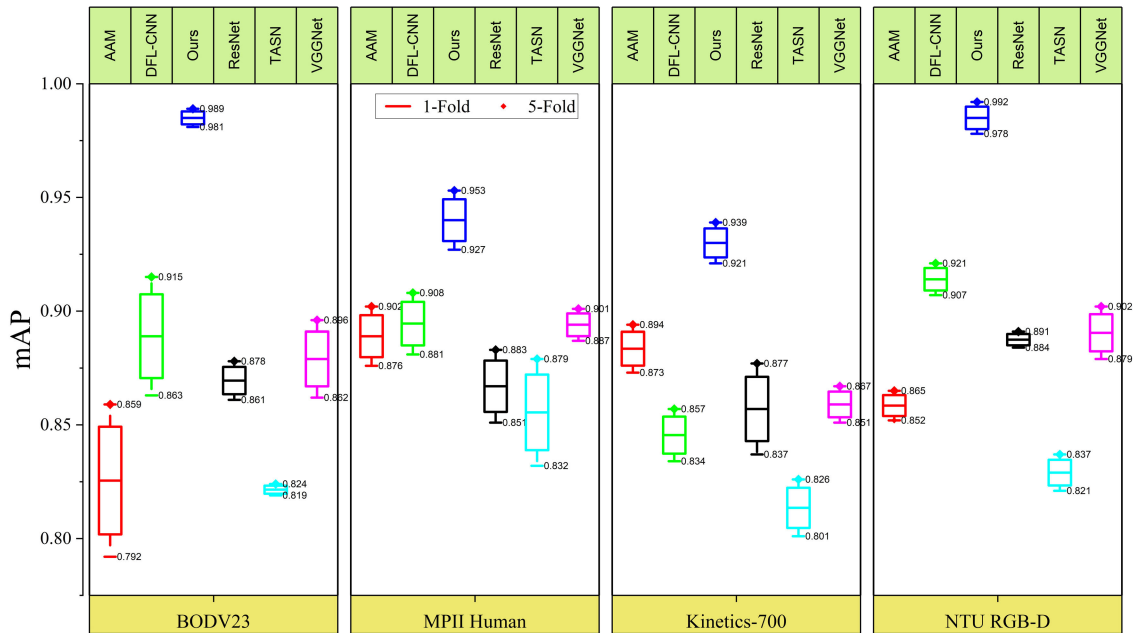 AAM
DFL-CNN
Ours
ResNet
TASN
VGGNet
AAM
DFL-CNN
Ours
ResNet
TASN
VGGNet
AAM
DFL-CNN
Ours
ResNet
TASN
VGGNet
AAM
DFL-CNN
Ours
ResNet
TASN
VGGNet
mAP
1.00
0.95
0.90
0.85
0.80
1-Fold 5-Fold
0.859
0.792
0.915
0.863
0.989
0.981
0.878
0.861
0.824
0.819
0.896
0.862
0.902
0.876
0.908
0.881
0.953
0.927
0.883
0.851
0.879
0.832
0.901
0.887
0.894
0.873
0.857
0.834
0.939
0.921
0.877
0.837
0.826
0.801
0.867
0.851
0.865
0.852
0.921
0.907
0.992
0.978
0.891
0.884
0.837
0.821
0.902
0.879
BODV23
MPII Human
Kinetics-700
NTU RGB-D